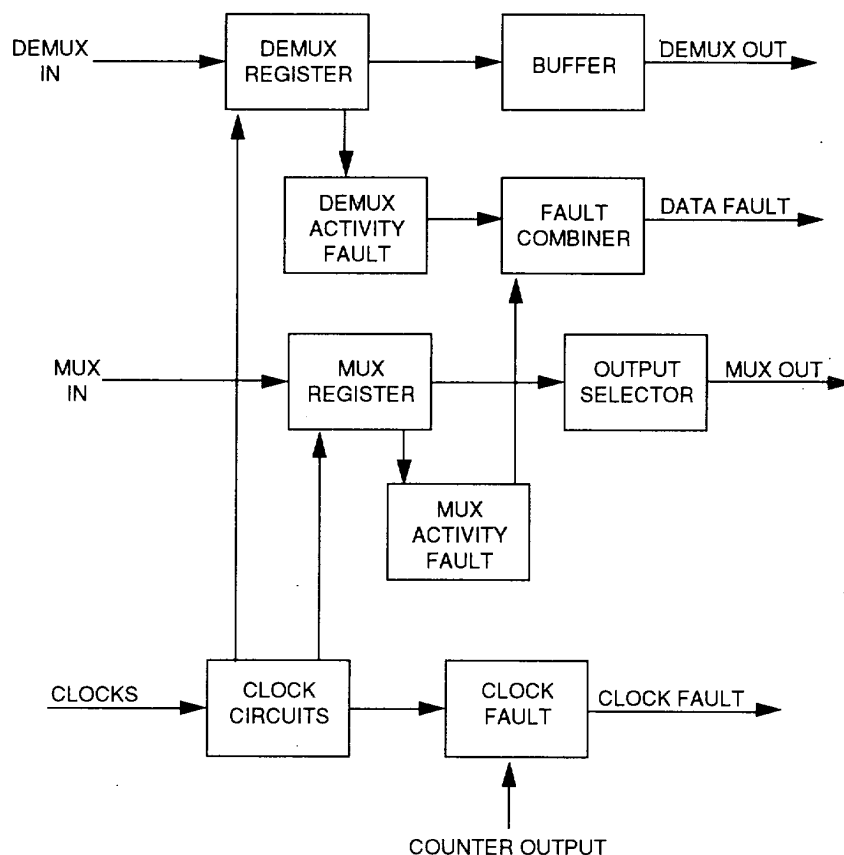 DEMUX
IN
DEMUX
REGISTER
BUFFER
DEMUX OUT
DEMUX
ACTIVITY
FAULT
FAULT
COMBINER
DATA FAULT
MUX
IN
MUX
REGISTER
OUTPUT
SELECTOR
MUX OUT
MUX
ACTIVITY
FAULT
CLOCKS
CLOCK
CIRCUITS
CLOCK
FAULT
CLOCK FAULT
COUNTER OUTPUT